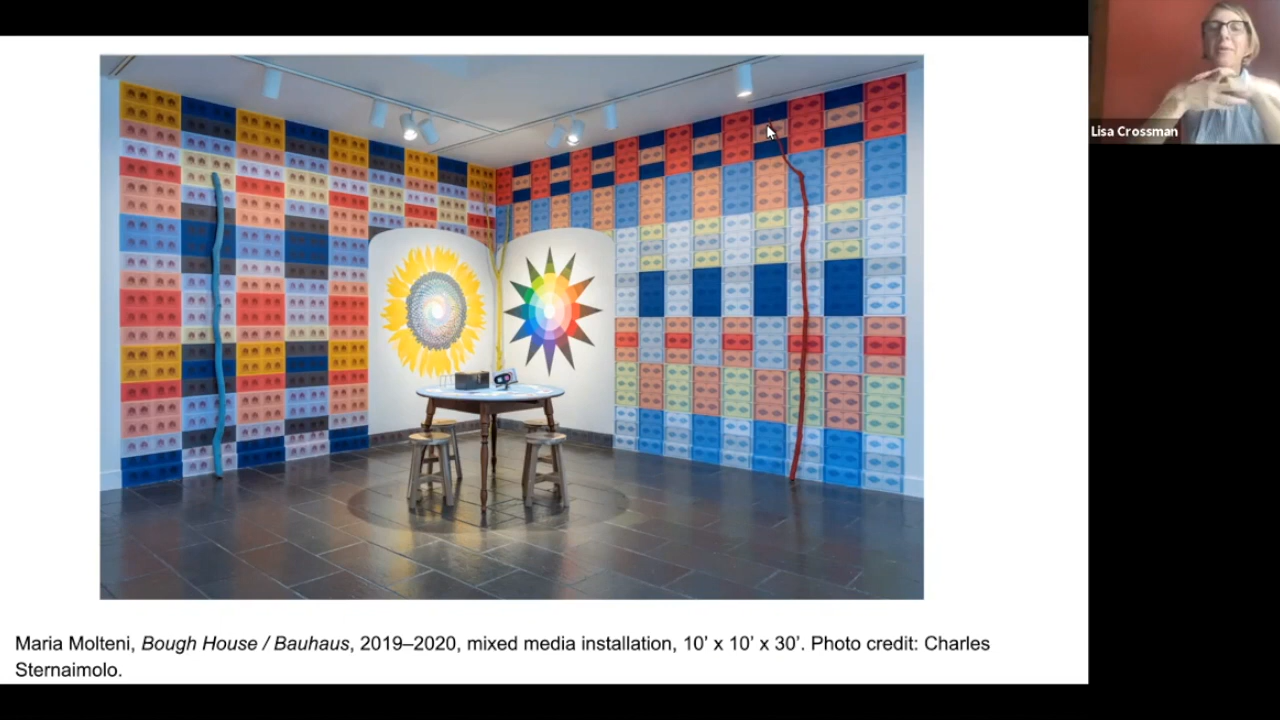 Lisa Crossman
Maria Molteni, Bough House / Bauhaus, 2019–2020, mixed media installation, 10’ x 10’ x 30’. Photo credit: Charles
Sternaimolo.